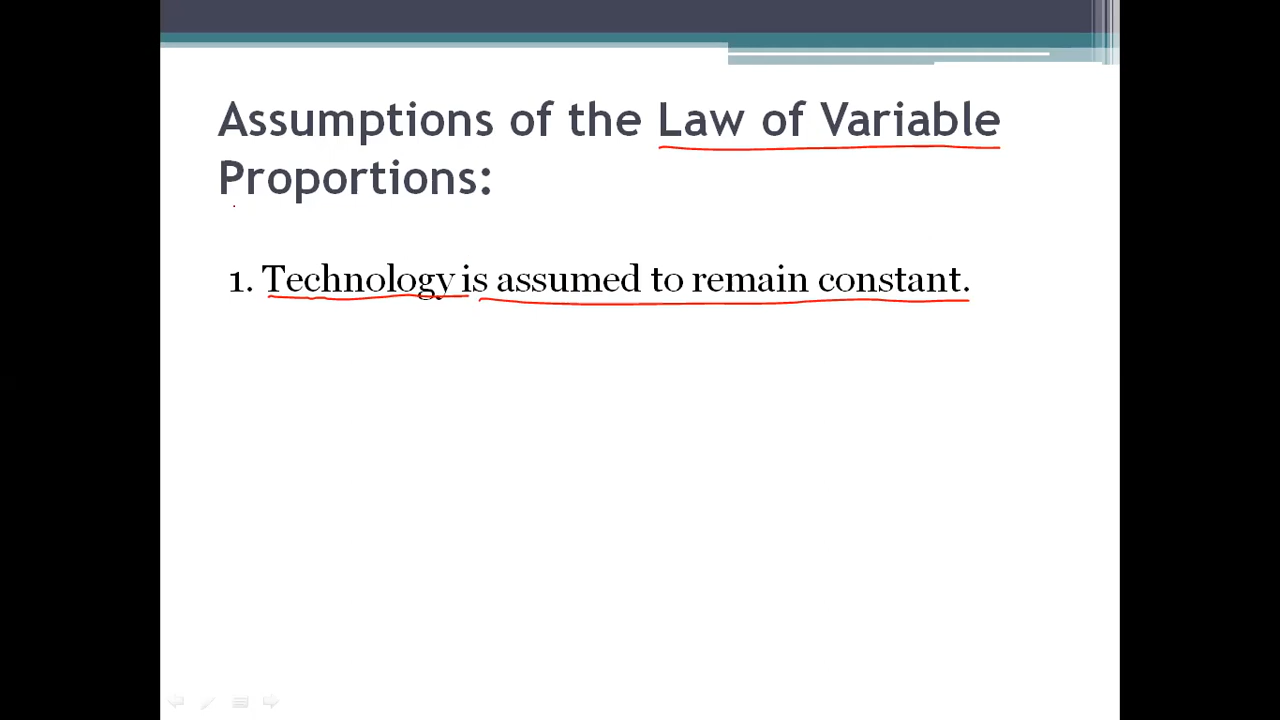 Assumptions of the Law of Variable
Proportions:
1. Technology is assumed to remain constant.